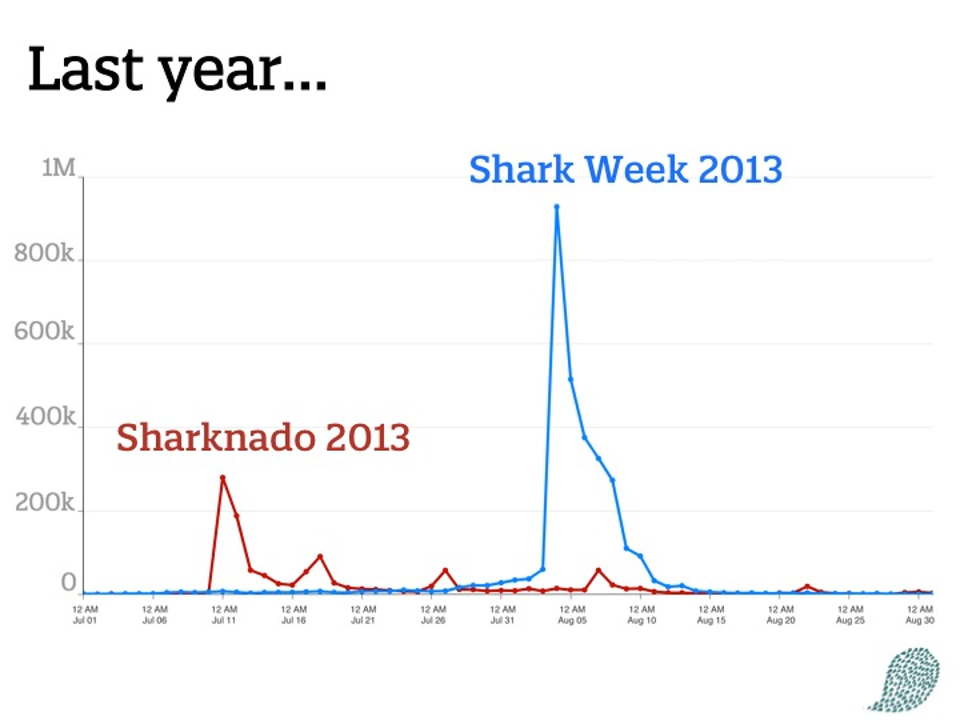 Last year...
1M
Shark Week 2013
800k
600k
400k
Sharknado 2013
200k
0
12 AM 12 AM 12 AM 12 AM 12 AM 12 AM 12 AM 12 AM 12 AM 12 AM 12 AM 12 AM 12 AM
Jul 01 Jul 06 Jul 11 Jul 16 Jul 21 Jul 26 Jul 31 Aug 05 Aug 10 Aug 15 Aug 20 Aug 25 Aug 30